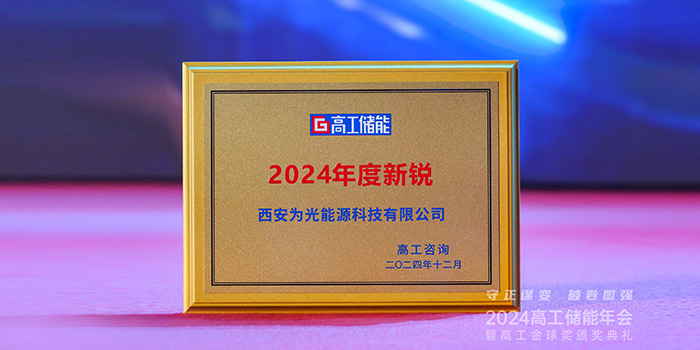 G 高工储能
2024年度新锐
西安为光能源科技有限公司
高工咨询
二〇二四年十二月
守正谋变 破卷图强
2024高工储能年会
暨高工金球奖颁奖典礼